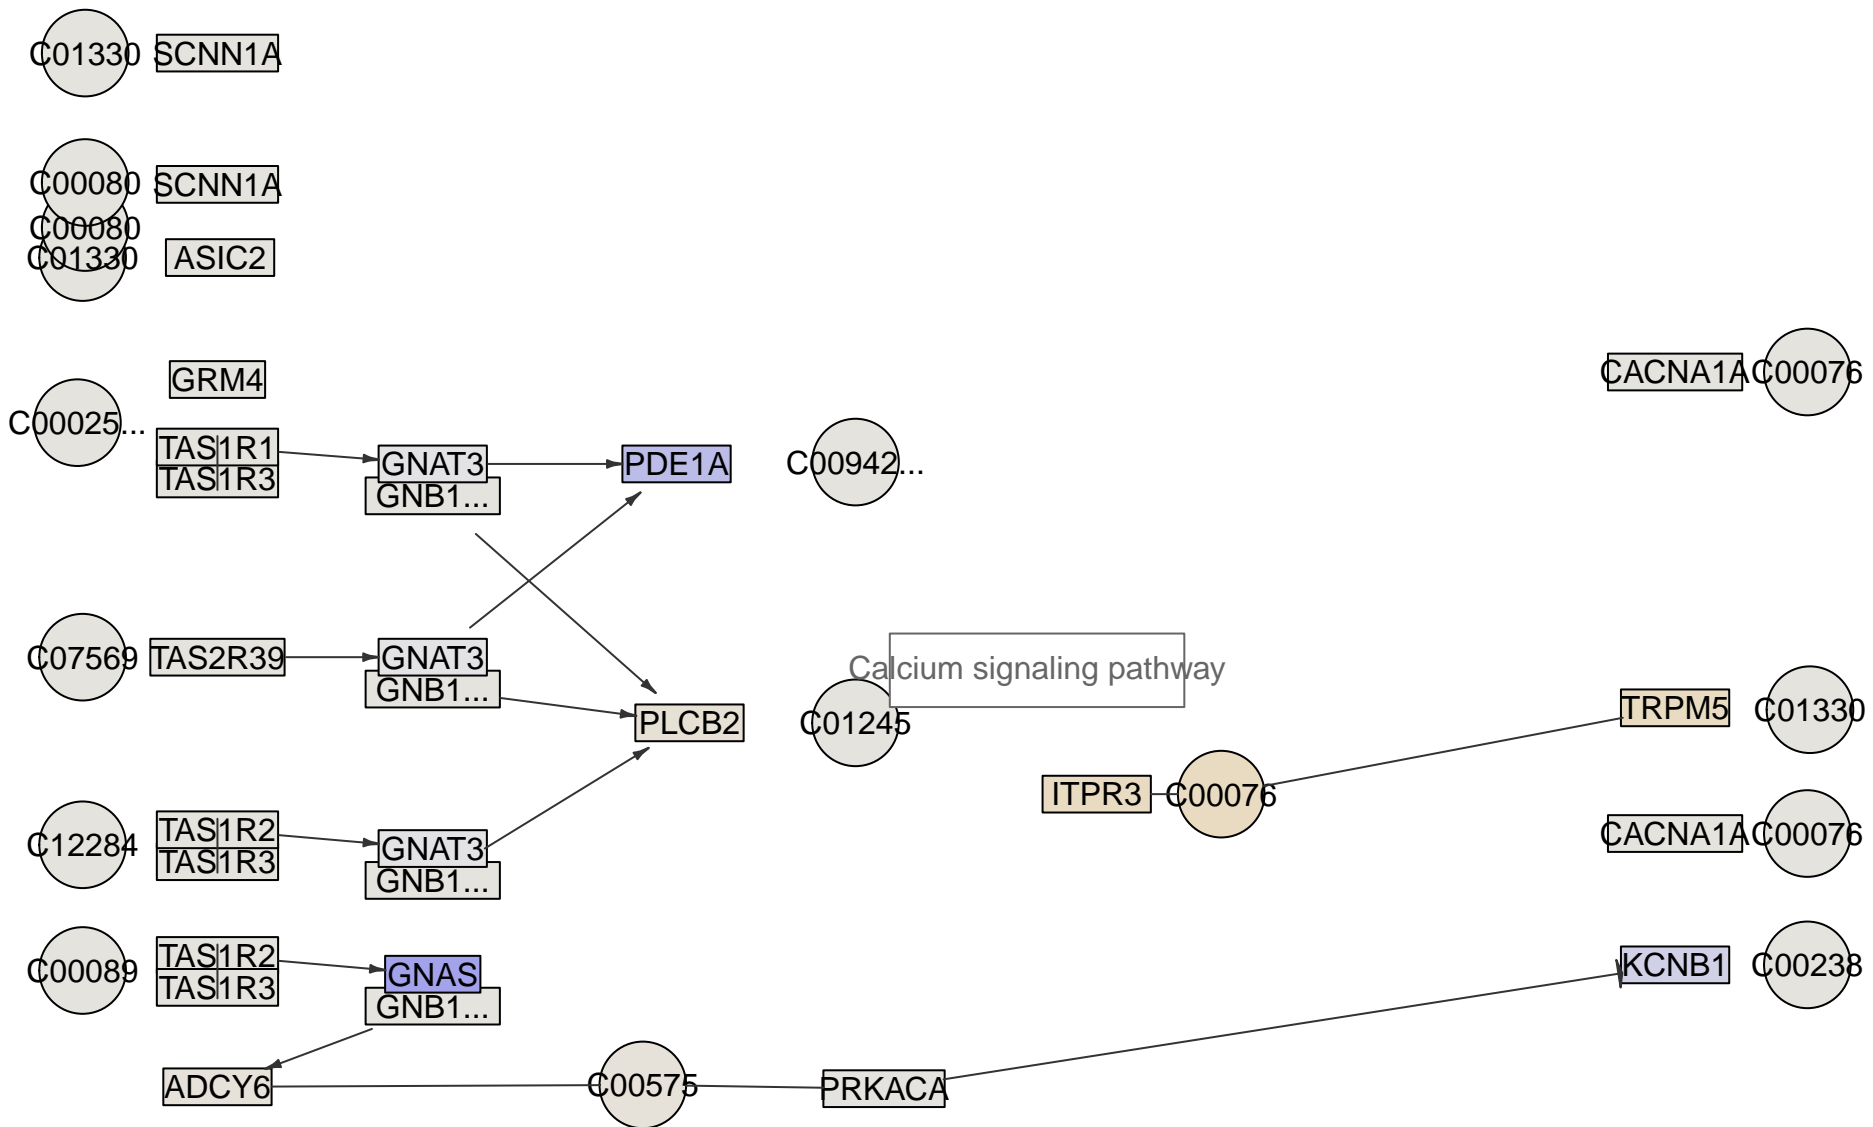 C01330 SCNN1A
C00080 SCNN1A
C00080
C01330 ASIC2
CACNA1A C00076
GRM4
C00025...
TAS1R1
TAS1R3
GNAT3
GNB1...
PDE1A
C00942...
C07569 TAS2R39
GNAT3
GNB1...
Calcium signaling pathway
PLCB2
C01245
TRPM5 C01330
ITPR3 C00076
C12284
TAS1R2
TAS1R3
GNAT3
GNB1...
CACNA1A C00076
C00089
TAS1R2
TAS1R3
GNAS
GNB1...
KCNB1 C00238
ADCY6
C00575
PRKACA